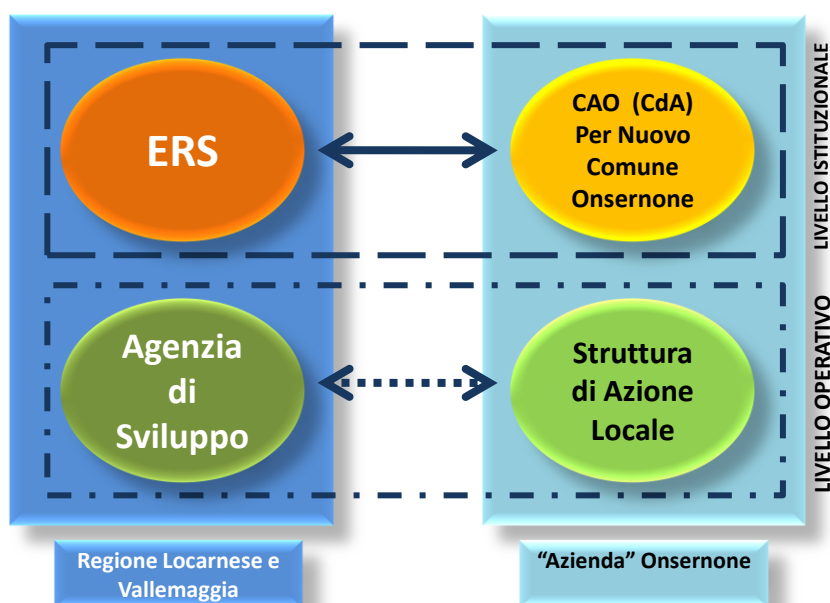 ERS
CAO (CdA)
Per Nuovo
Comune
Onsernone
LIVELLO ISTITUZIONALE
Agenzia
di
Sviluppo
Struttura
di Azione
Locale
LIVELLO OPERATIVO
Regione Locarnese e
Vallemaggia
“Azienda” Onsernone